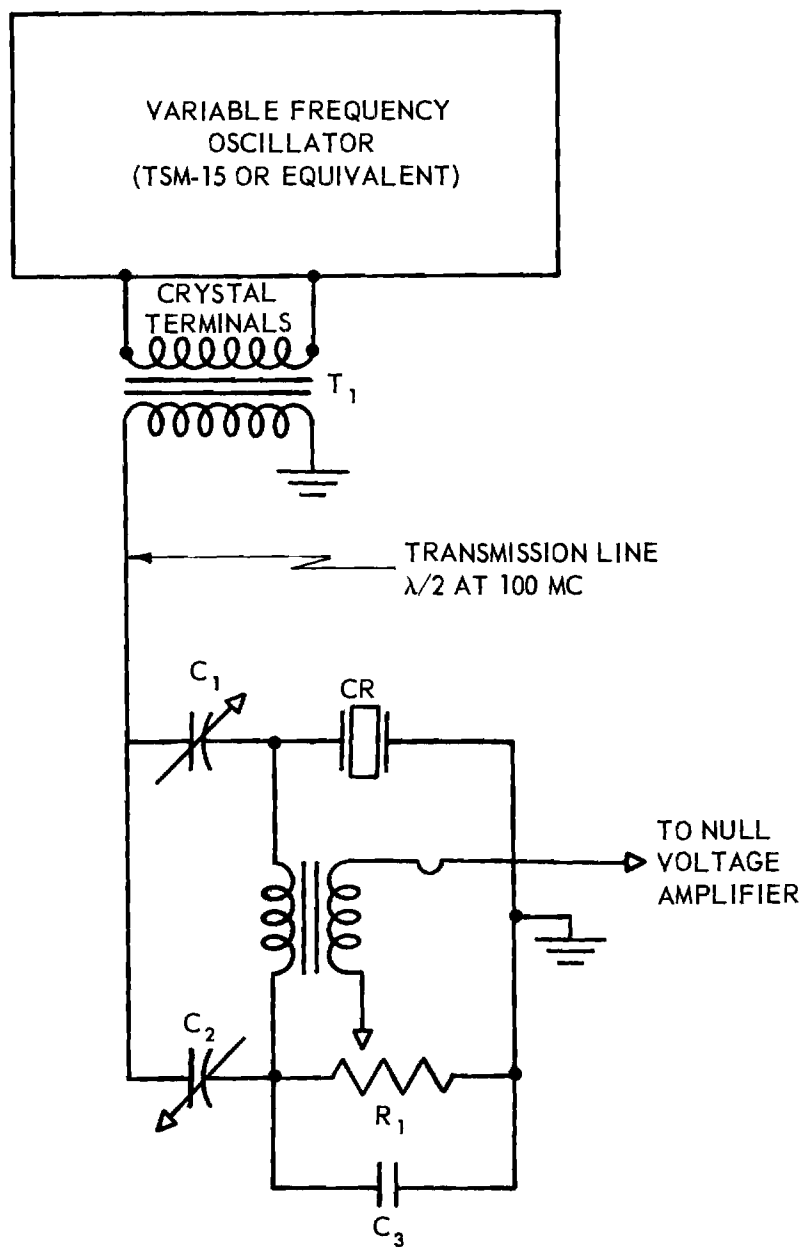 VARIABLE FREQUENCY
OSCILLATOR
(TSM-15 OR EQUIVALENT)
CRYSTAL
TERMINALS
T1
TRANSMISSION LINE
λ/2 AT 100 MC
C1
CR
TO NULL
VOLTAGE
AMPLIFIER
C2
R1
C3